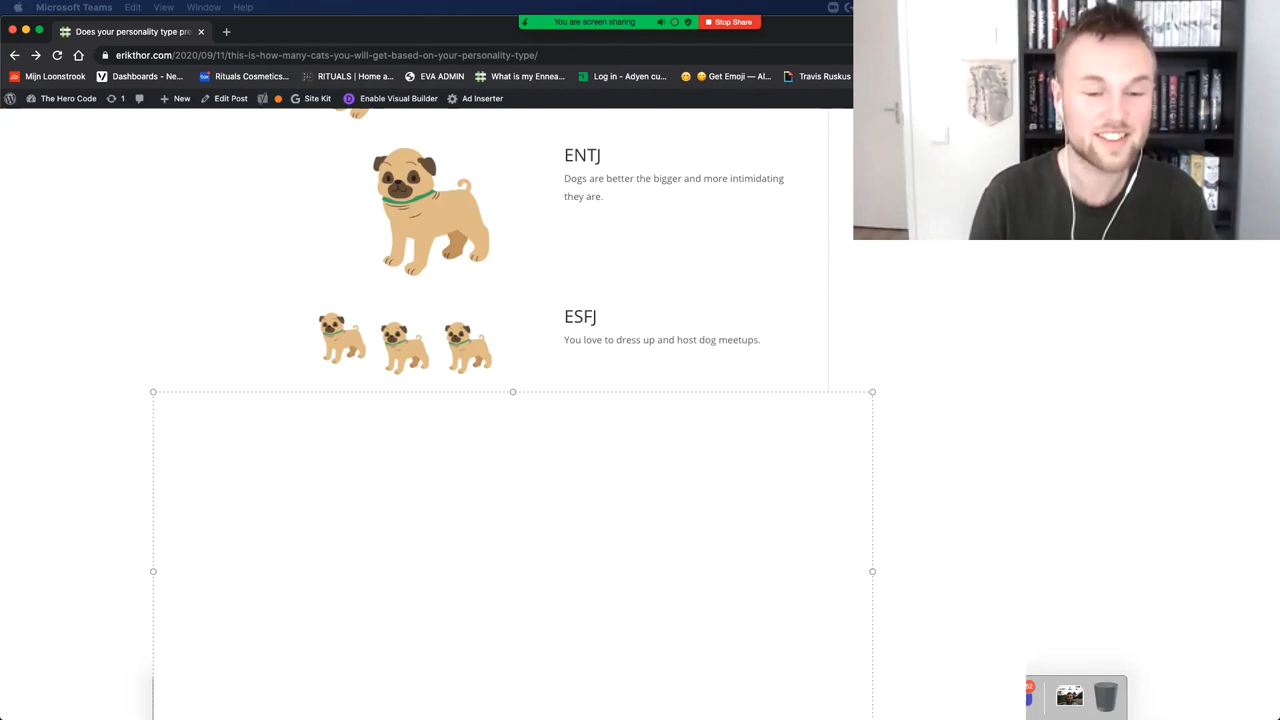 Microsoft Teams Edit View Window Help
You are screen sharing Stop Share
Does your personality type pre
erikthor.com/2020/09/11/this-is-how-many-cats-you-will-get-based-on-your-personality-type/
Mijn Loonstrook Dashboards - Ne... Rituals Cosmetics RITUALS | Home a... EVA ADMIN What is my Ennea... Log in - Adyen cu... Get Emoji — Al... Travis Ruskus
The Hero Code 1 New Edit Post Site Kit Enable Visual Builder Ad Inserter
ENTJ
Dogs are better the bigger and more intimidating
they are.
ESFJ
You love to dress up and host dog meetups.